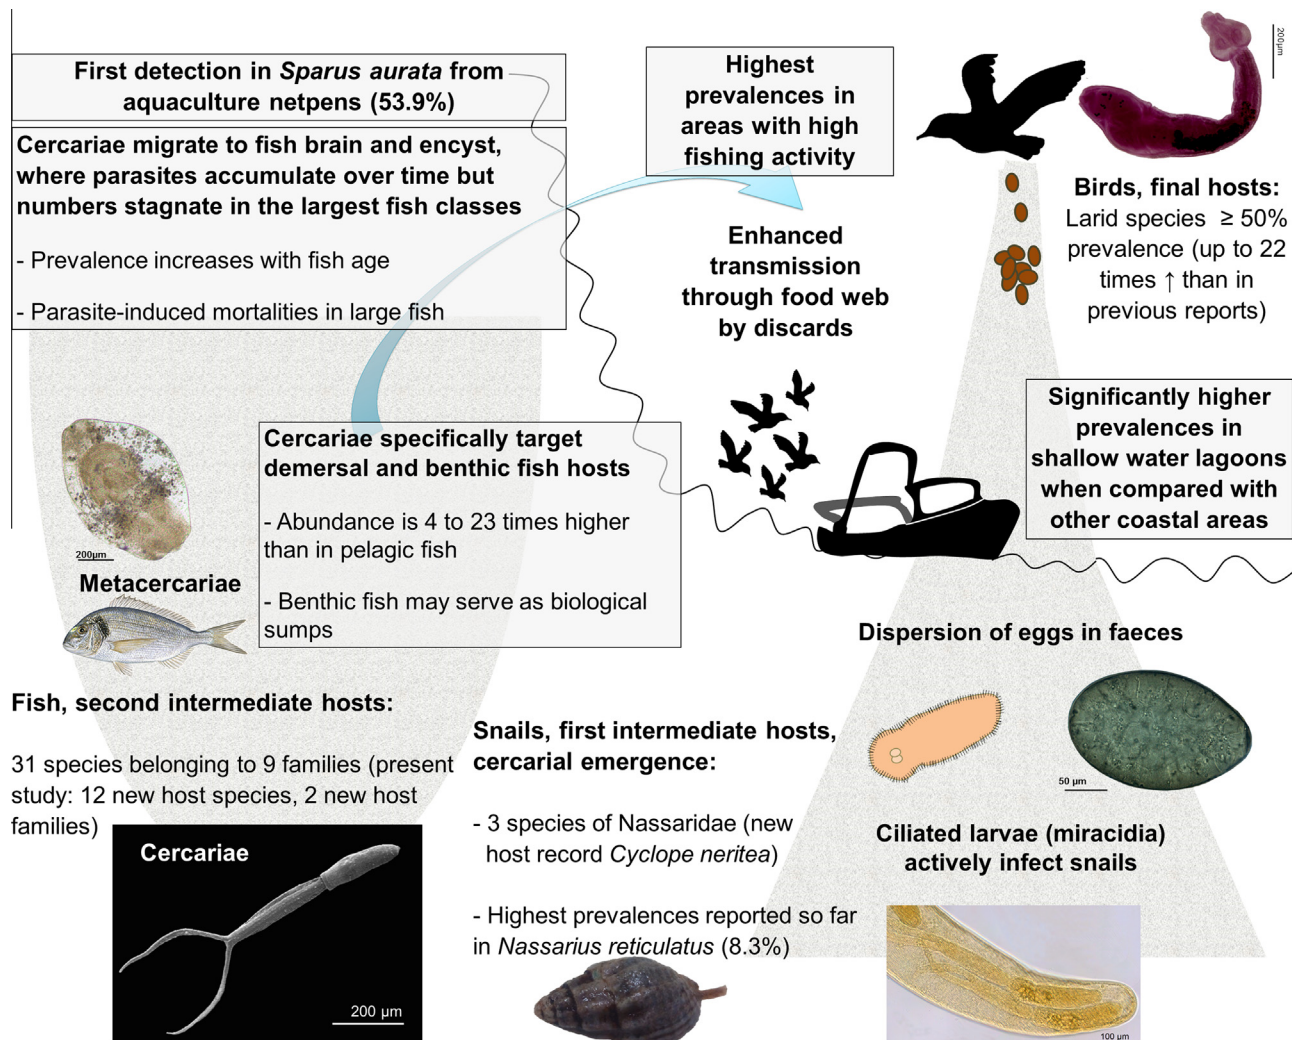 First detection in Sparus aurata from
aquaculture netpens (53.9%)
Cercariae migrate to fish brain and encyst,
where parasites accumulate over time but
numbers stagnate in the largest fish classes
- Prevalence increases with fish age
- Parasite-induced mortalities in large fish
Highest
prevalences in
areas with high
fishing activity
Enhanced
transmission
through food web
by discards
200µm
Birds, final hosts:
Larid species ≥ 50%
prevalence (up to 22
times ↑ than in
previous reports)
Significantly higher
prevalences in
shallow water lagoons
when compared with
other coastal areas
Cercariae specifically target
demersal and benthic fish hosts
- Abundance is 4 to 23 times higher
than in pelagic fish
- Benthic fish may serve as biological
sumps
200µm
Metacercariae
Fish, second intermediate hosts:
31 species belonging to 9 families (present
study: 12 new host species, 2 new host
families)
Cercariae
200 µm
Snails, first intermediate hosts,
cercarial emergence:
- 3 species of Nassaridae (new
host record Cyclope neritea)
- Highest prevalences reported so far
in Nassarius reticulatus (8.3%)
Dispersion of eggs in faeces
50 µm
Ciliated larvae (miracidia)
actively infect snails
100 µm